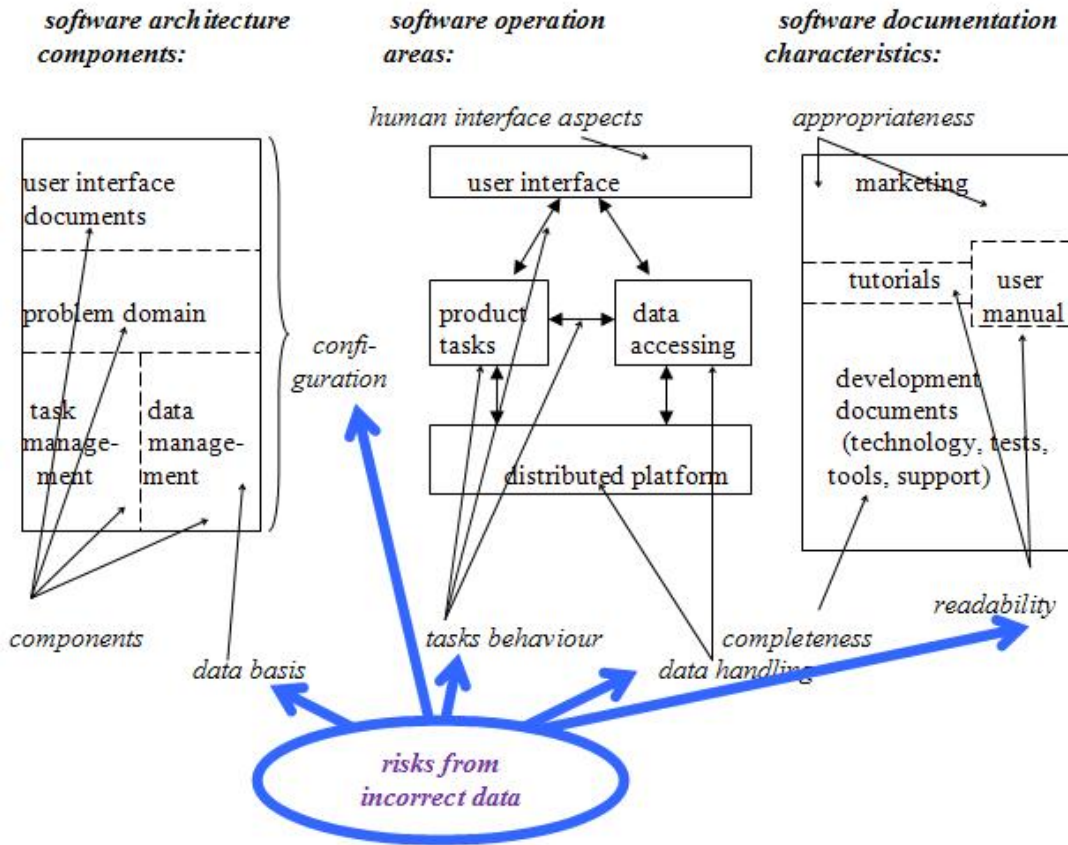 software architecture
components:
software operation
areas:
software documentation
characteristics:
human interface aspects
appropriateness
user interface
documents
problem domain
task
manage-
ment
data
manage-
ment
confi-
guration
user interface
product
tasks
data
accessing
distributed platform
marketing
tutorials
user
manual
development
documents
(technology, tests,
tools, support)
components
data basis
tasks behaviour
completeness
data handling
readability
risks from
incorrect data